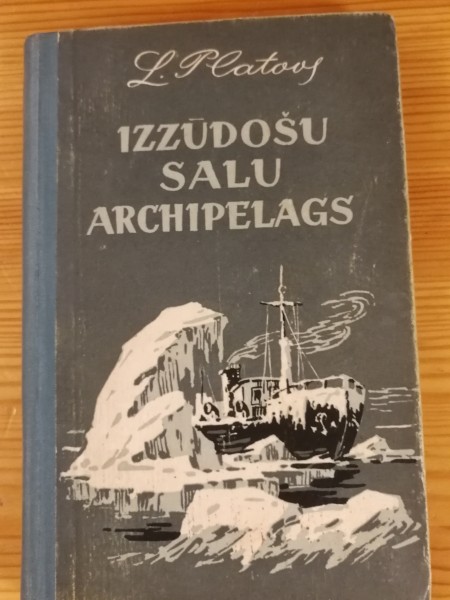 L. Platovs
IZZŪDOŠU
SALU
ARCHIPELAGS